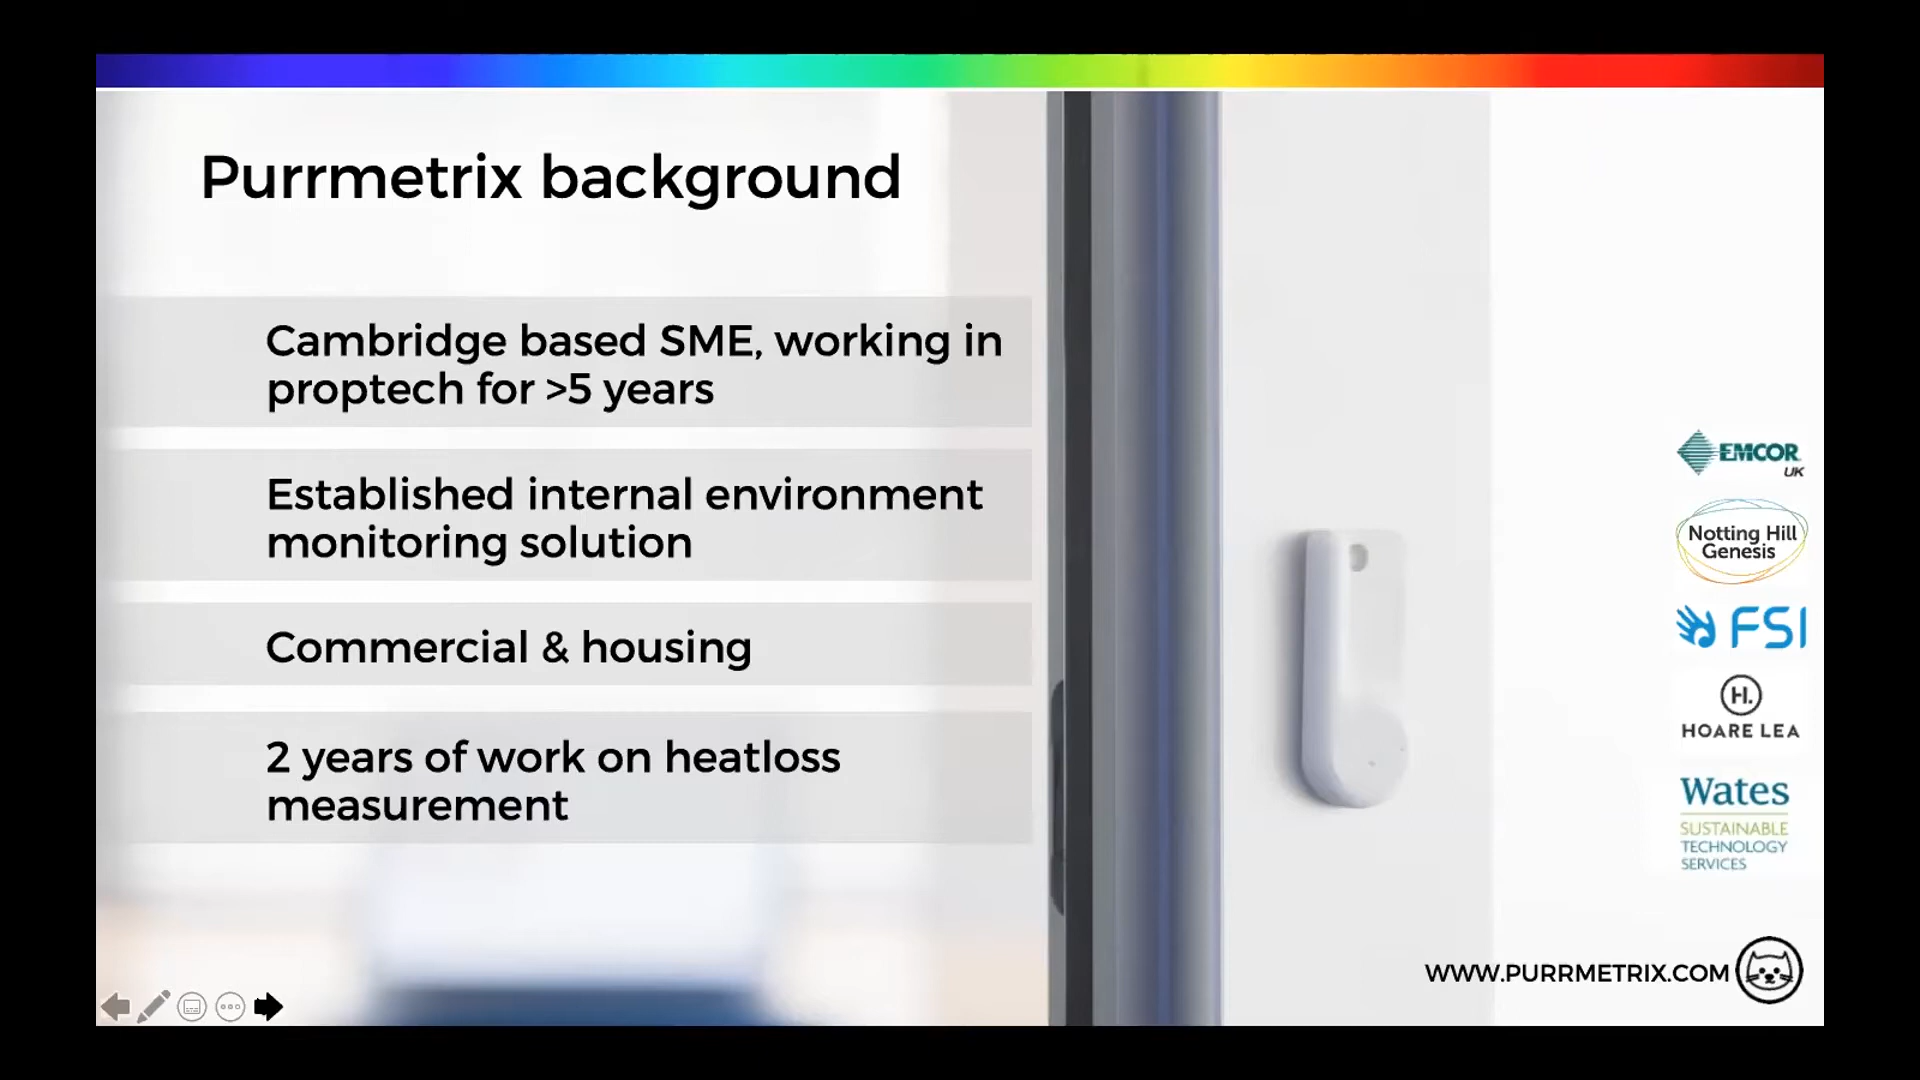 Purrmetrix background
Cambridge based SME, working in
proptech for >5 years
Established internal environment
monitoring solution
Commercial & housing
2 years of work on heatloss
measurement
EMCOR
UK
Notting Hill
Genesis
FSI
H.
HOARE LEA
Wates
SUSTAINABLE
TECHNOLOGY
SERVICES
WWW.PURRMETRIX.COM